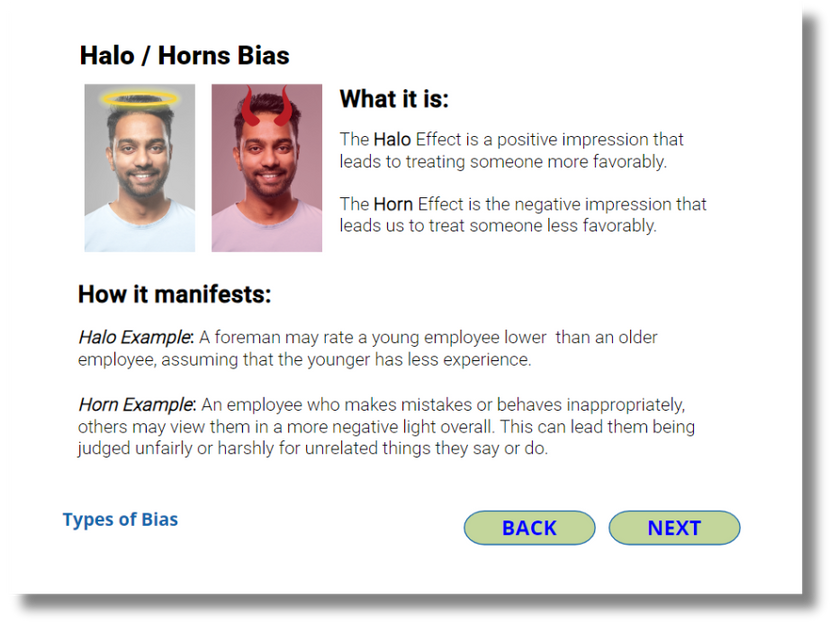 Halo / Horns Bias
What it is:
The Halo Effect is a positive impression that
leads to treating someone more favorably.
The Horn Effect is the negative impression that
leads us to treat someone less favorably.
How it manifests:
Halo Example: A foreman may rate a young employee lower  than an older
employee, assuming that the younger has less experience.
Horn Example: An employee who makes mistakes or behaves inappropriately,
others may view them in a more negative light overall. This can lead them being
judged unfairly or harshly for unrelated things they say or do.
Types of Bias
BACK
NEXT